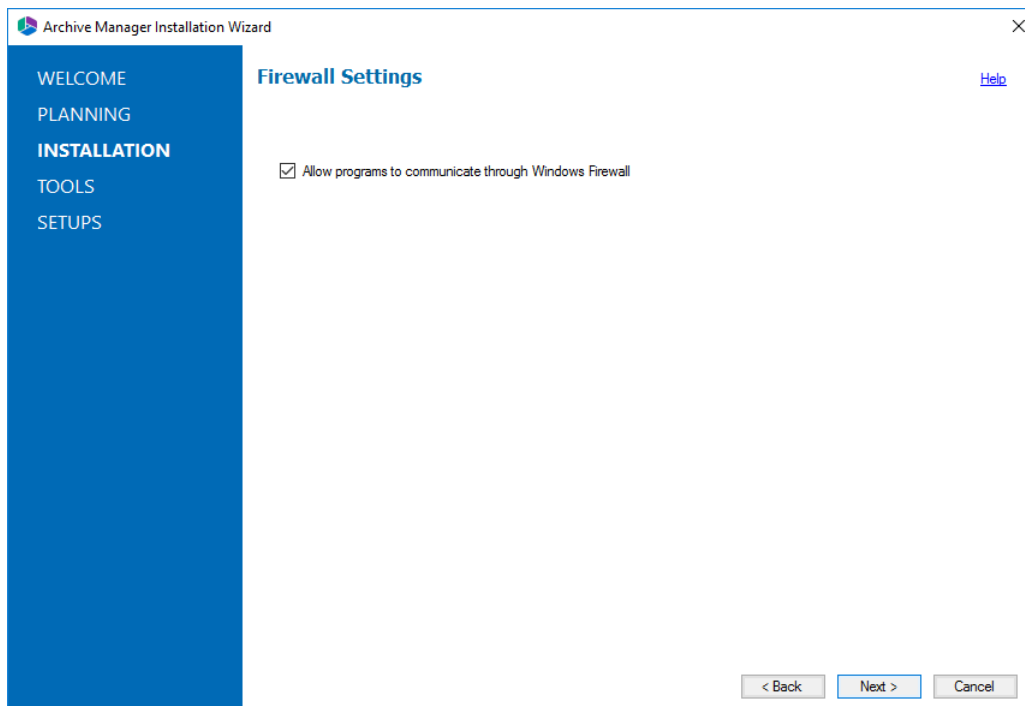 Archive Manager Installation Wizard
WELCOME
PLANNING
INSTALLATION
TOOLS
SETUPS
Firewall Settings
Help
Allow programs to communicate through Windows Firewall
< Back
Next >
Cancel